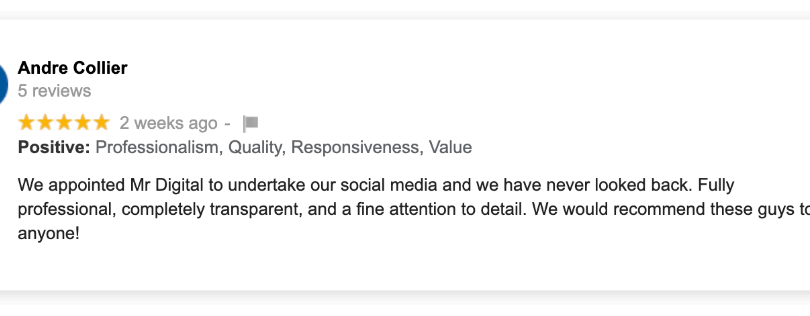 Andre Collier
5 reviews
2 weeks ago -
Positive: Professionalism, Quality, Responsiveness, Value
We appointed Mr Digital to undertake our social media and we have never looked back. Fully
professional, completely transparent, and a fine attention to detail. We would recommend these guys to
anyone!